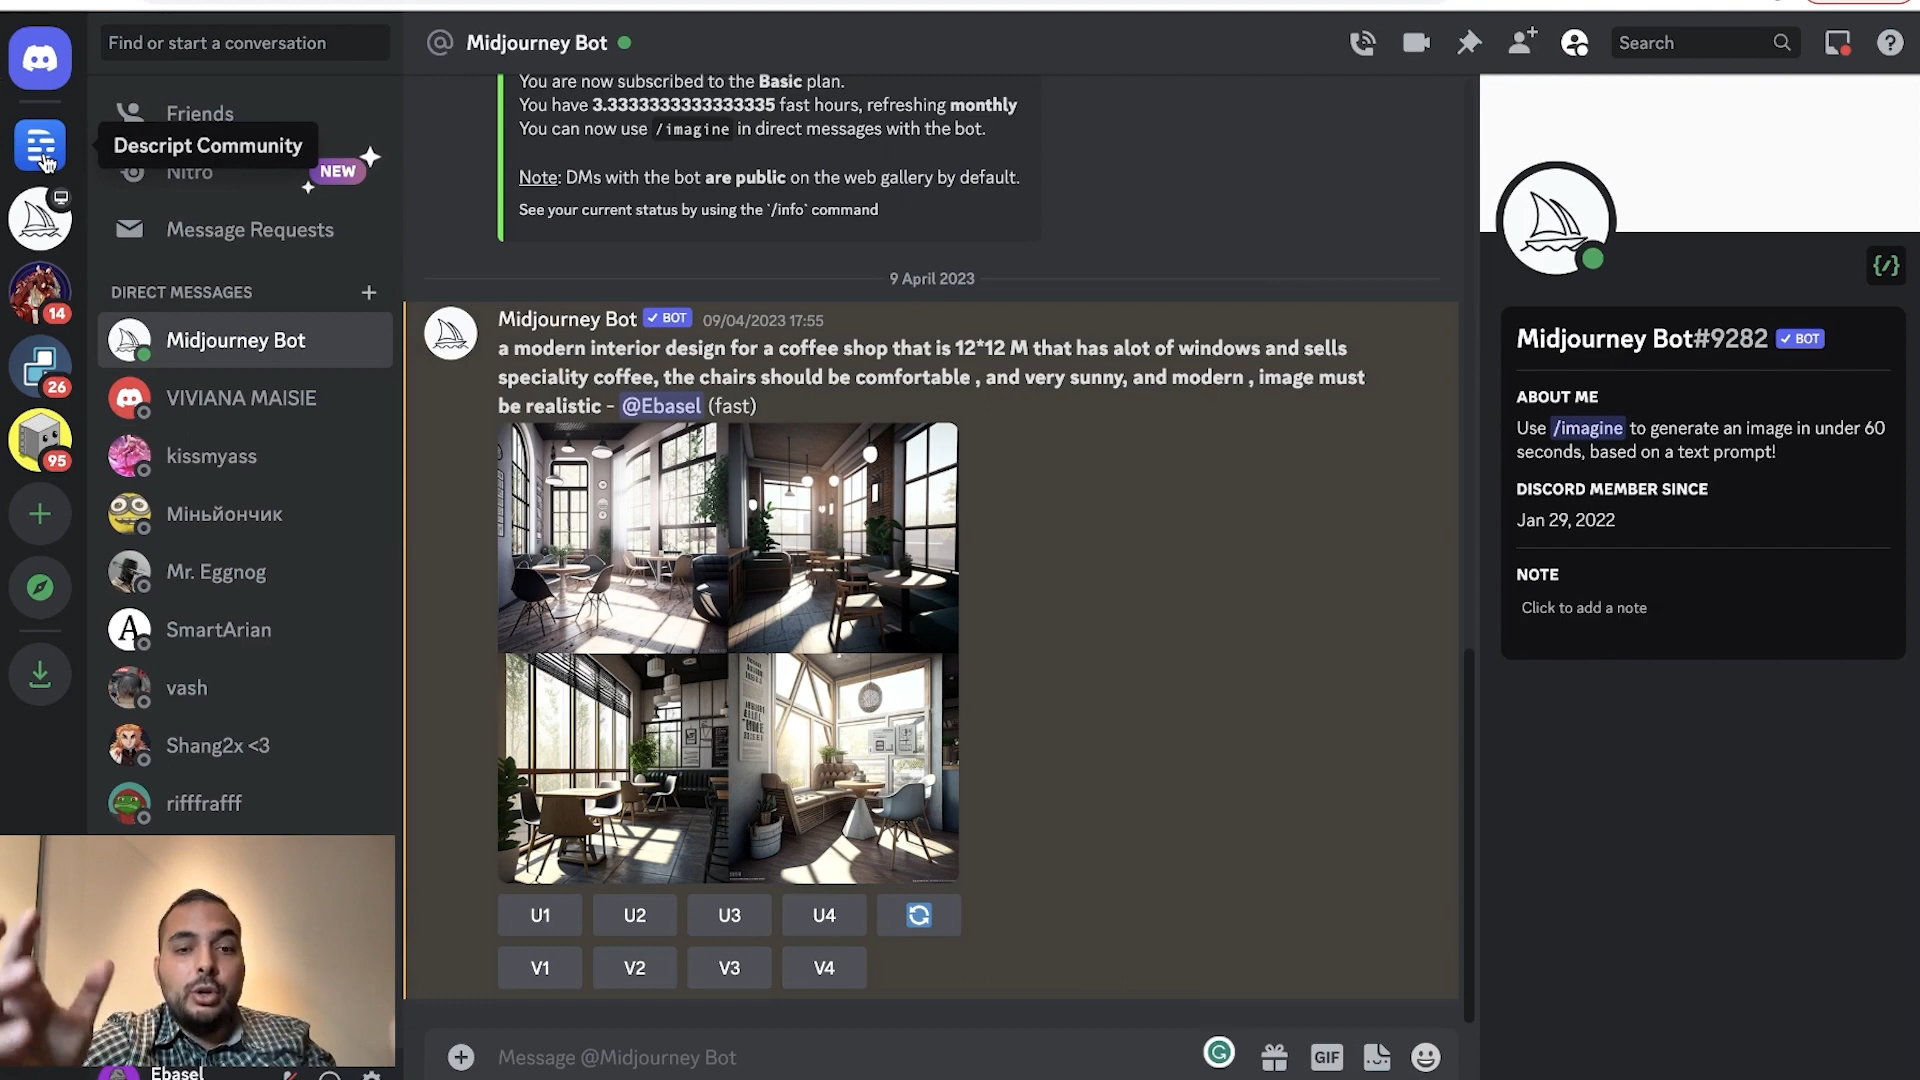 Find or start a conversation
Friends
Descript Community
Nitro
NEW
Message Requests
DIRECT MESSAGES
Midjourney Bot
VIVIANA MAISIE
kissmyass
Міньйончик
Mr. Eggnog
A SmartArian
vash
Shang2x <3
rifffrafff
Ebasel
14
26
95
Midjourney Bot
Search
You are now subscribed to the Basic plan.
You have 3.3333333333333335 fast hours, refreshing monthly
You can now use /imagine in direct messages with the bot.
Note: DMs with the bot are public on the web gallery by default.
See your current status by using the `/info` command
9 April 2023
Midjourney Bot BOT 09/04/2023 17:55
a modern interior design for a coffee shop that is 12*12 M that has alot of windows and sells
speciality coffee, the chairs should be comfortable , and very sunny, and modern , image must
be realistic - @Ebasel (fast)
U1 U2 U3 U4
V1 V2 V3 V4
Message @Midjourney Bot
GIF
Midjourney Bot#9282 BOT
ABOUT ME
Use /imagine to generate an image in under 60
seconds, based on a text prompt!
DISCORD MEMBER SINCE
Jan 29, 2022
NOTE
Click to add a note